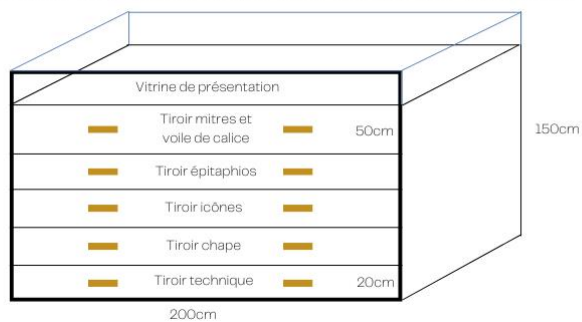 Vitrine de présentation
Tiroir mitres et
voile de calice
50cm
150cm
Tiroir épitaphios
Tiroir icônes
Tiroir chape
Tiroir technique
20cm
200cm